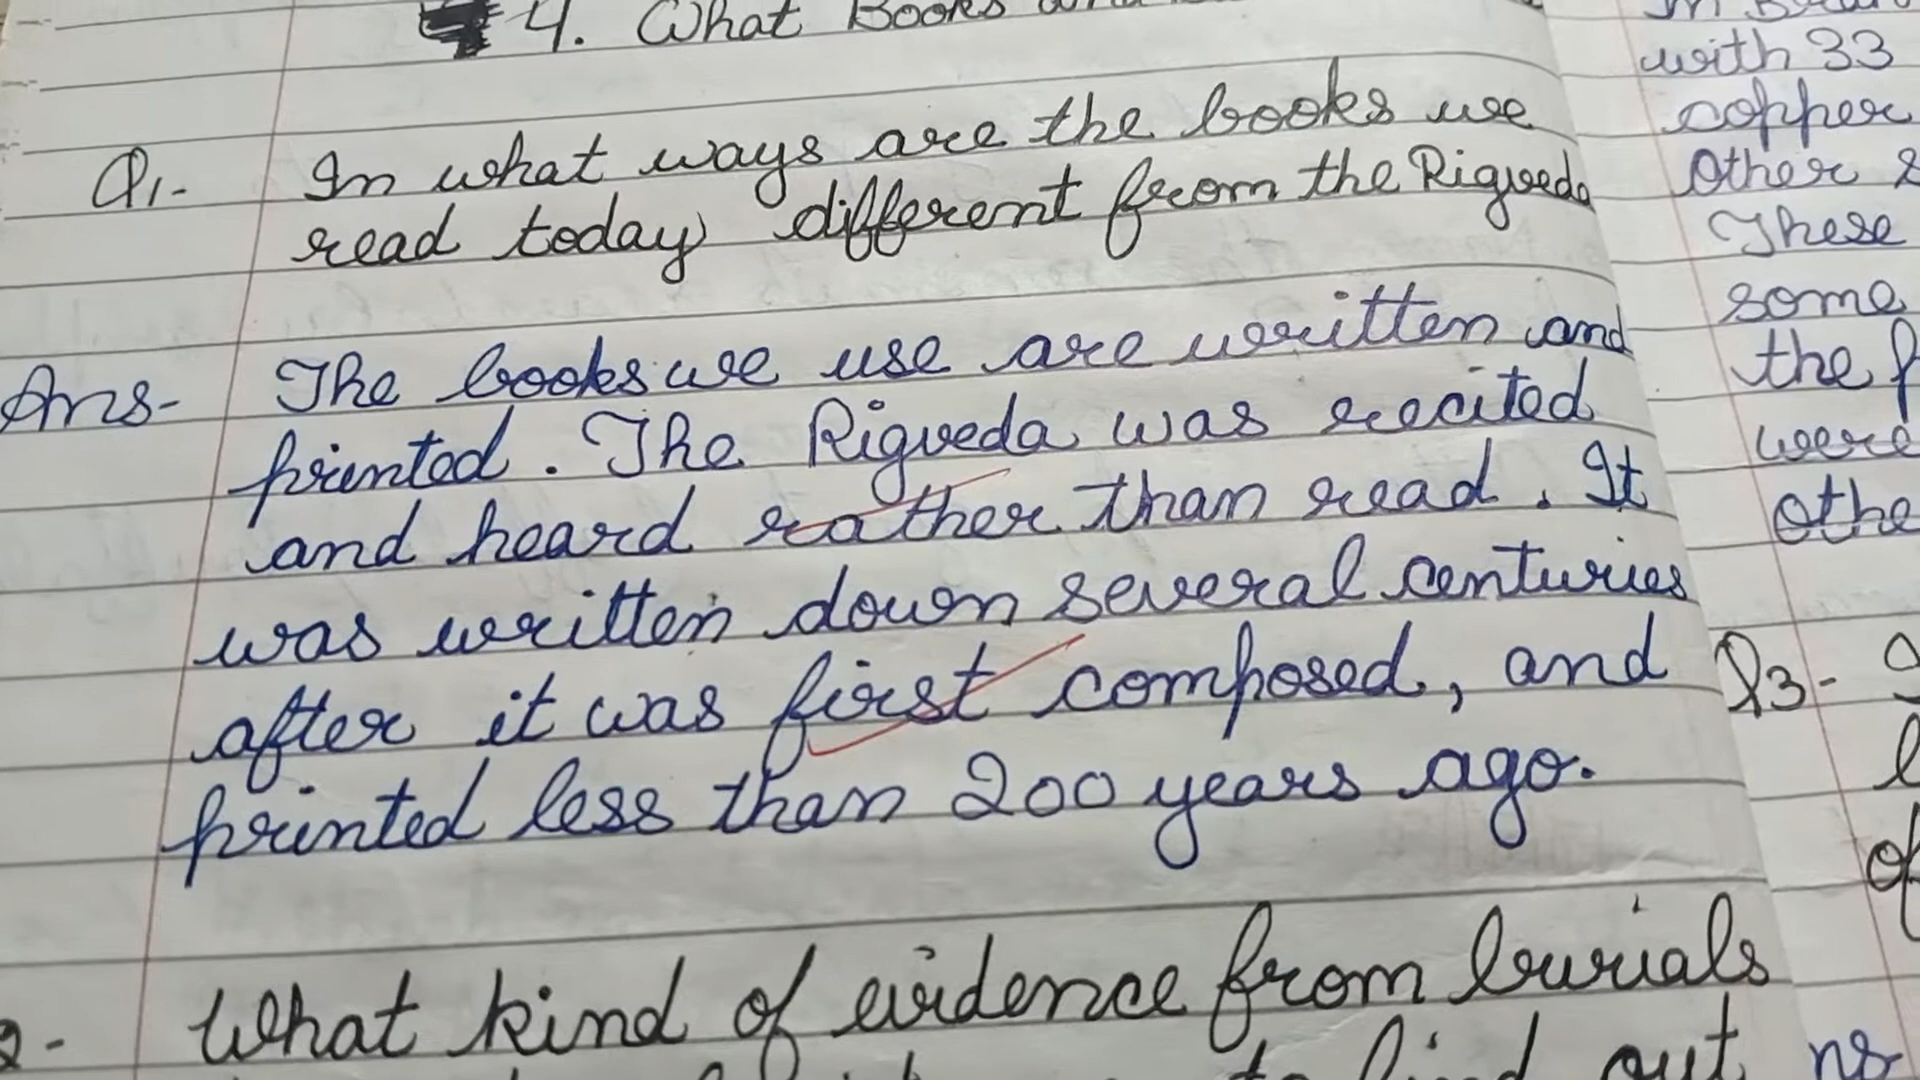 4. What Books
Q1- In what ways are the books we
read today different from the Rigveda
Ans- The books we use are written and
printed. The Rigveda was recited
and heard rather than read. It
was written down several centuries
after it was first composed, and
printed less than 200 years ago.
What kind of evidence from burials
out
with 33
copper
other
These
some
the
were
Q3-
of